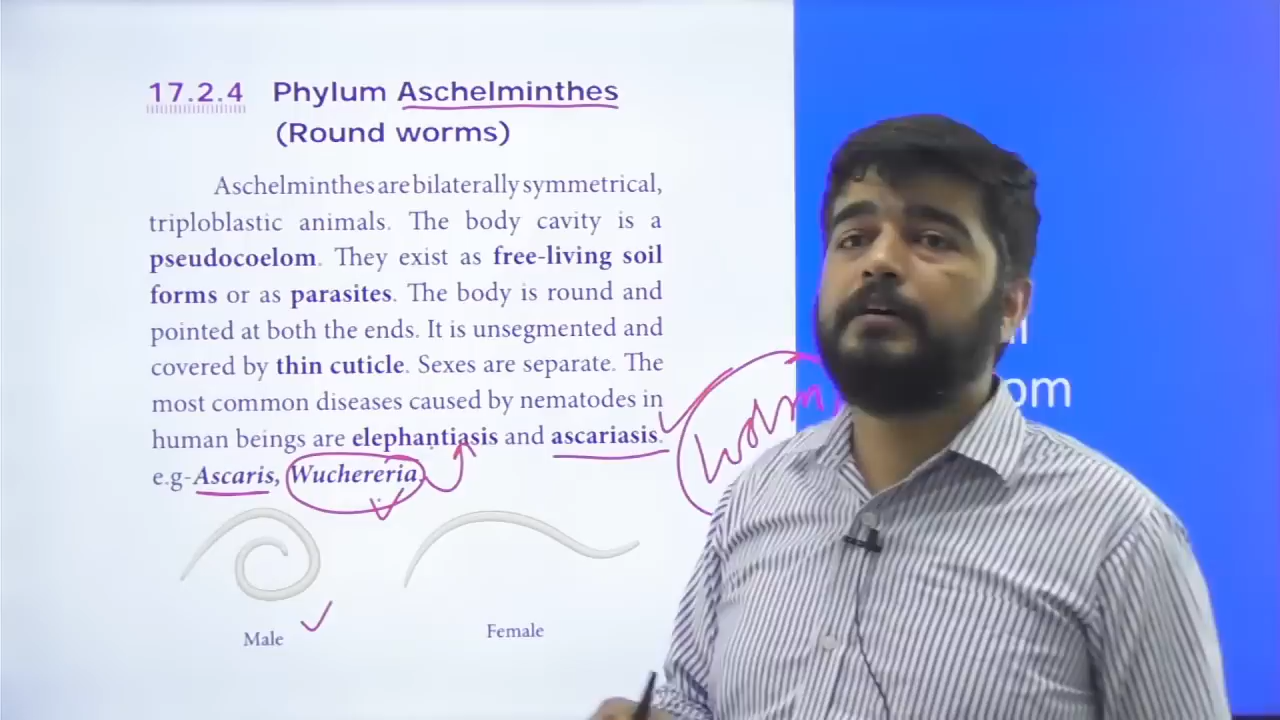 17.2.4 Phylum Aschelminthes
(Round worms)
Aschelminthes are bilaterally symmetrical,
triploblastic animals. The body cavity is a
pseudocoelom. They exist as free-living soil
forms or as parasites. The body is round and
pointed at both the ends. It is unsegmented and
covered by thin cuticle. Sexes are separate. The
most common diseases caused by nematodes in
human beings are elephantiasis and ascariasis.
e.g-Ascaris, Wuchereria.
worm
Male
Female
om